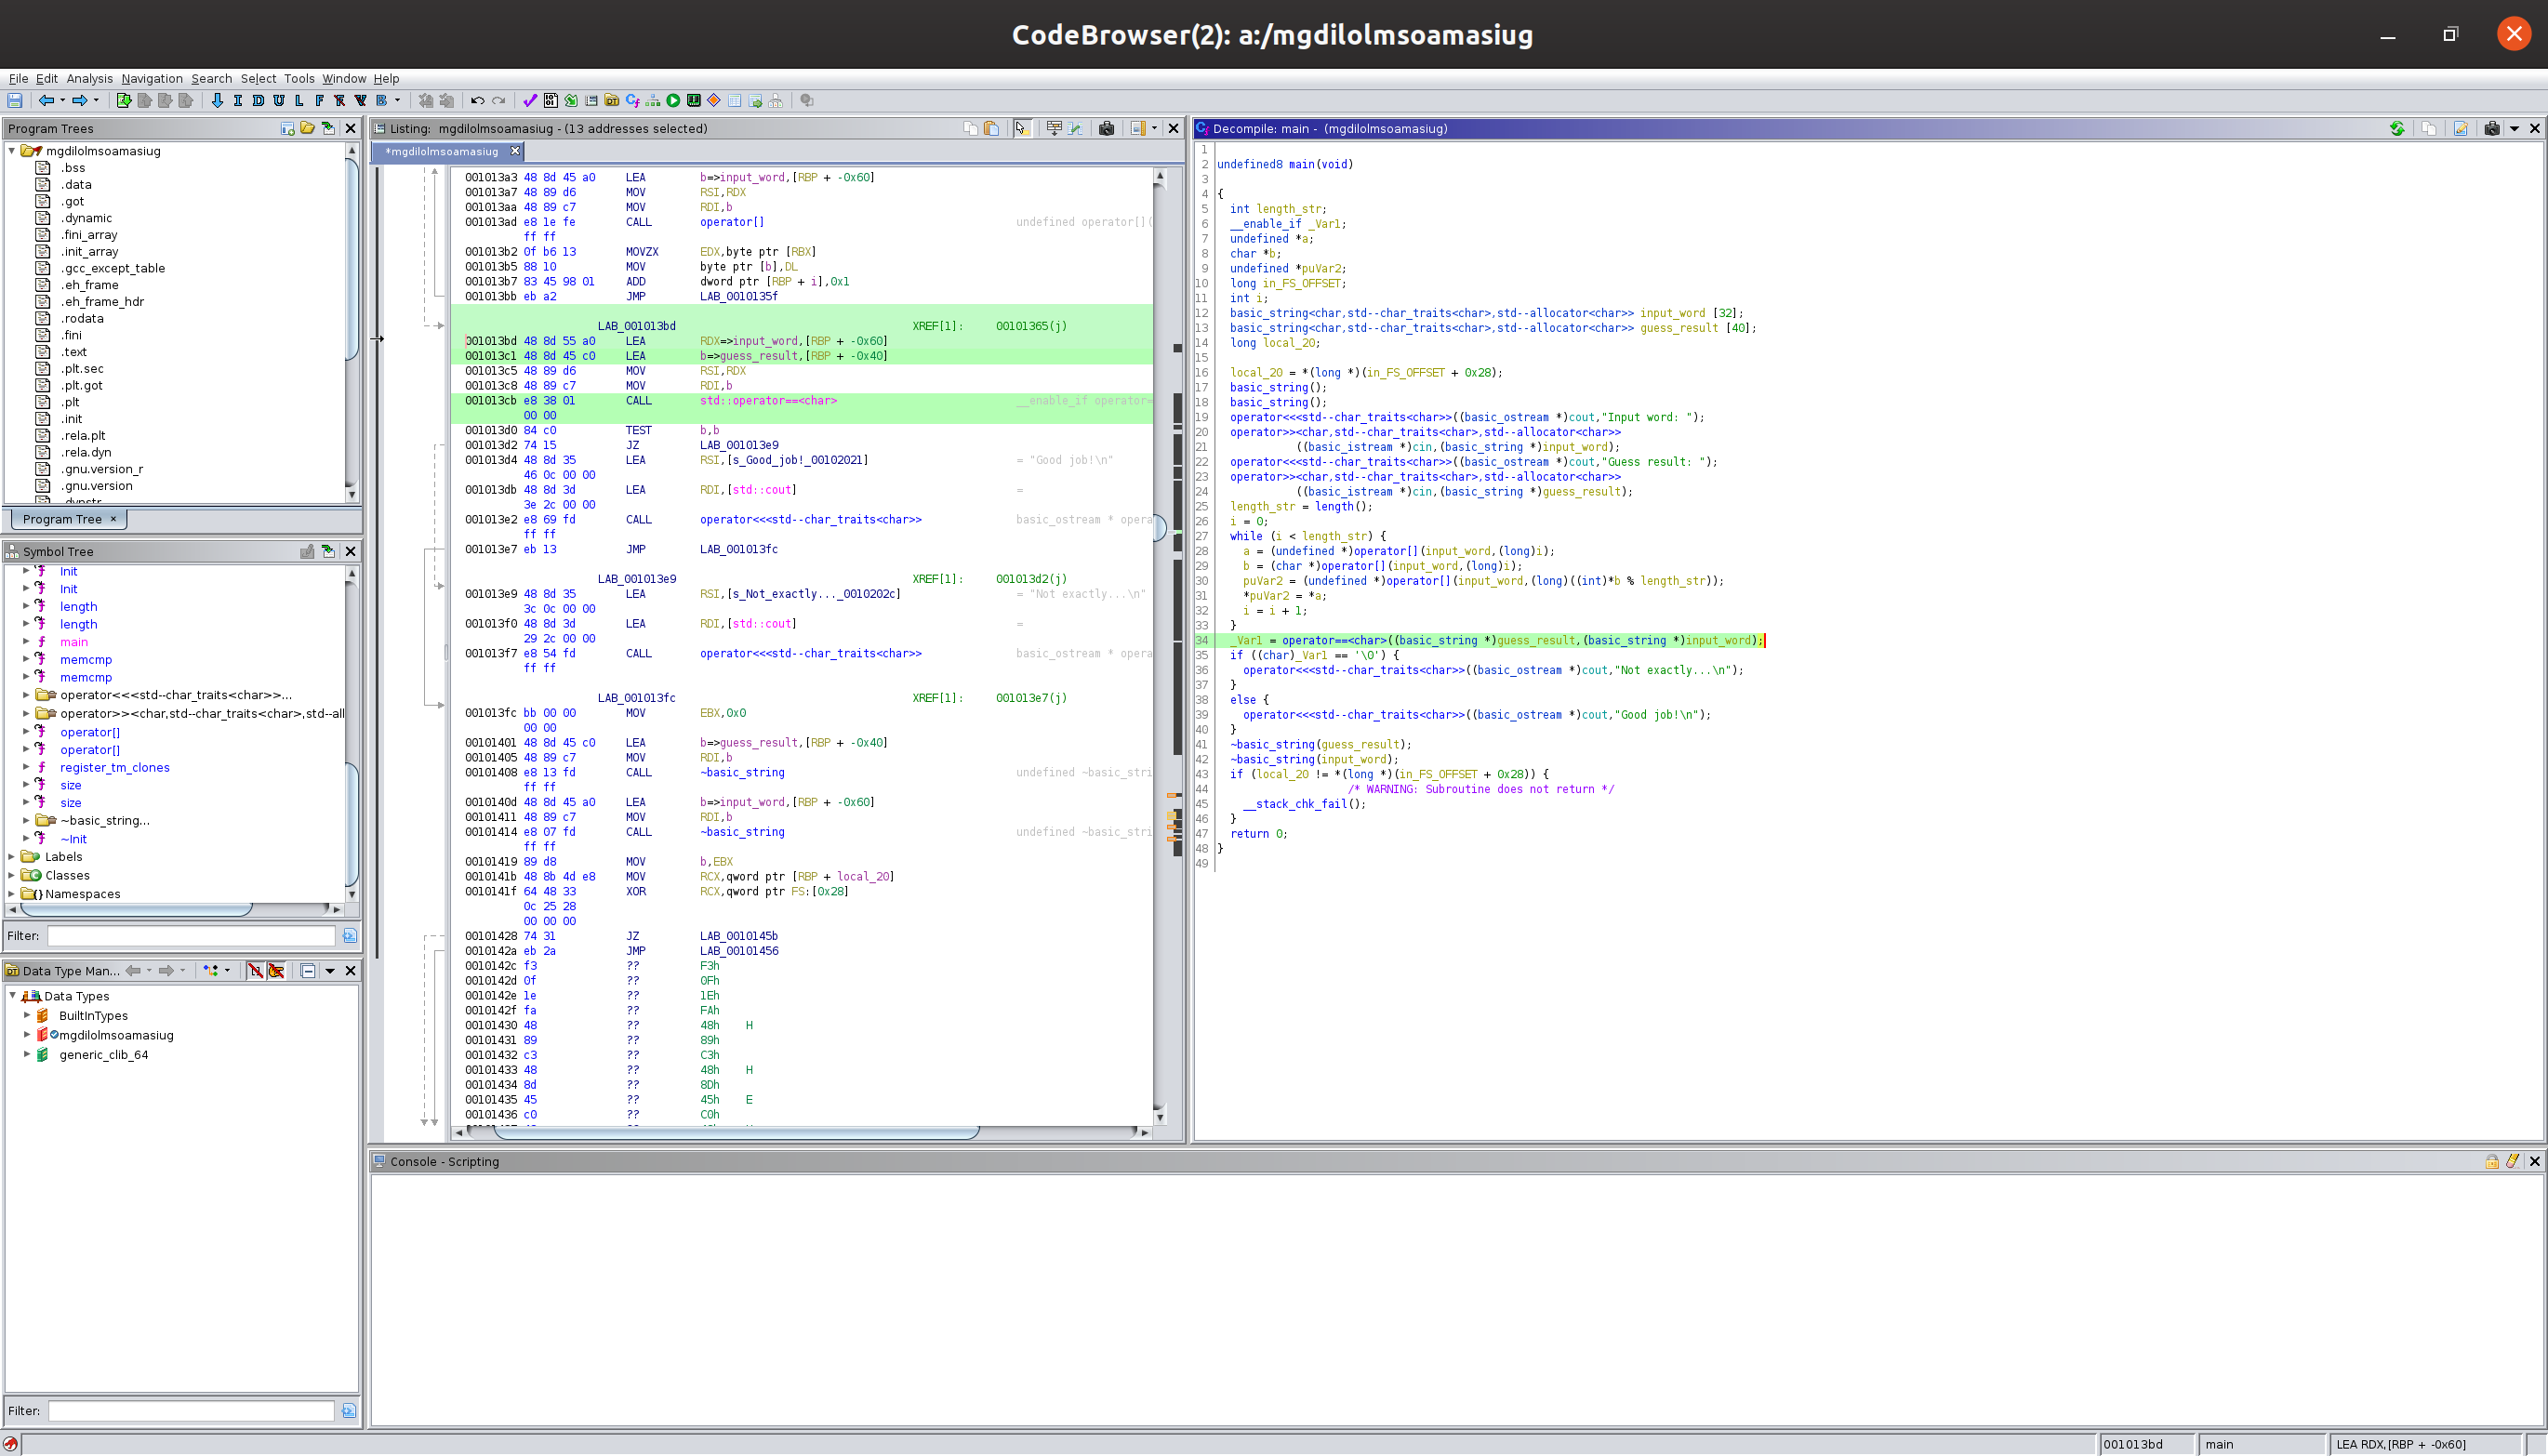 CodeBrowser(2): a:/mgdilolmsoamasiug
File Edit Analysis Navigation Search Select Tools Window Help
Program Trees
mgdilolmsoamasiug
.bss
.data
.got
.dynamic
.fini_array
.init_array
.gcc_except_table
.eh_frame
.eh_frame_hdr
.rodata
.fini
.text
.plt.sec
.plt.got
.plt
.init
.rela.plt
.rela.dyn
.gnu.version_r
.gnu.version
Program Tree ×
Symbol Tree
Init
Init
length
length
main
memcmp
memcmp
operator<<<std--char_traits<char>>...
operator>><char,std--char_traits<char>,std--all
operator[]
operator[]
register_tm_clones
size
size
~basic_string...
~Init
Labels
Classes
Namespaces
Filter:
Data Type Man...
Data Types
BuiltInTypes
mgdilolmsoamasiug
generic_clib_64
Filter:
Listing: mgdilolmsoamasiug - (13 addresses selected)
*mgdilolmsoamasiug
001013a3 48 8d 45 a0 LEA b=>input_word,[RBP + -0x60]
001013a7 48 89 d6 MOV RSI,RDX
001013aa 48 89 c7 MOV RDI,b
001013ad e8 1e fe CALL operator[] undefined operator[](
ff ff
001013b2 0f b6 13 MOVZX EDX,byte ptr [RBX]
001013b5 88 10 MOV byte ptr [b],DL
001013b7 83 45 98 01 ADD dword ptr [RBP + i],0x1
001013bb eb a2 JMP LAB_0010135f
LAB_001013bd XREF[1]: 00101365(j)
001013bd 48 8d 55 a0 LEA RDX=>input_word,[RBP + -0x60]
001013c1 48 8d 45 c0 LEA b=>guess_result,[RBP + -0x40]
001013c5 48 89 d6 MOV RSI,RDX
001013c8 48 89 c7 MOV RDI,b
001013cb e8 38 01 CALL std::operator==<char> __enable_if operator=
00 00
001013d0 84 c0 TEST b,b
001013d2 74 15 JZ LAB_001013e9
001013d4 48 8d 35 LEA RSI,[s_Good_job!_00102021] = "Good job!\n"
46 0c 00 00
001013db 48 8d 3d LEA RDI,[std::cout] =
3e 2c 00 00
001013e2 e8 69 fd CALL operator<<<std--char_traits<char>> basic_ostream * opera
ff ff
001013e7 eb 13 JMP LAB_001013fc
LAB_001013e9 XREF[1]: 001013d2(j)
001013e9 48 8d 35 LEA RSI,[s_Not_exactly..._0010202c] = "Not exactly...\n"
3c 0c 00 00
001013f0 48 8d 3d LEA RDI,[std::cout] =
29 2c 00 00
001013f7 e8 54 fd CALL operator<<<std--char_traits<char>> basic_ostream * opera
ff ff
LAB_001013fc XREF[1]: 001013e7(j)
001013fc bb 00 00 MOV EBX,0x0
00 00
00101401 48 8d 45 c0 LEA b=>guess_result,[RBP + -0x40]
00101405 48 89 c7 MOV RDI,b
00101408 e8 13 fd CALL ~basic_string undefined ~basic_stri
ff ff
0010140d 48 8d 45 a0 LEA b=>input_word,[RBP + -0x60]
00101411 48 89 c7 MOV RDI,b
00101414 e8 07 fd CALL ~basic_string undefined ~basic_stri
ff ff
00101419 89 d8 MOV b,EBX
0010141b 48 8b 4d e8 MOV RCX,qword ptr [RBP + local_20]
0010141f 64 48 33 XOR RCX,qword ptr FS:[0x28]
0c 25 28
00 00 00
00101428 74 31 JZ LAB_0010145b
0010142a eb 2a JMP LAB_00101456
0010142c f3 ?? F3h
0010142d 0f ?? 0Fh
0010142e 1e ?? 1Eh
0010142f fa ?? FAh
00101430 48 ?? 48h H
00101431 89 ?? 89h
00101432 c3 ?? C3h
00101433 48 ?? 48h H
00101434 8d ?? 8Dh
00101435 45 ?? 45h E
00101436 c0 ?? C0h
Decompile: main - (mgdilolmsoamasiug)
1
2 undefined8 main(void)
3
4 {
5 int length_str;
6 __enable_if _Var1;
7 undefined *a;
8 char *b;
9 undefined *puVar2;
10 long in_FS_OFFSET;
11 int i;
12 basic_string<char,std--char_traits<char>,std--allocator<char>> input_word [32];
13 basic_string<char,std--char_traits<char>,std--allocator<char>> guess_result [40];
14 long local_20;
15
16 local_20 = *(long *)(in_FS_OFFSET + 0x28);
17 basic_string();
18 basic_string();
19 operator<<<std--char_traits<char>>((basic_ostream *)cout,"Input word: ");
20 operator>><char,std--char_traits<char>,std--allocator<char>>
21 ((basic_istream *)cin,(basic_string *)input_word);
22 operator<<<std--char_traits<char>>((basic_ostream *)cout,"Guess result: ");
23 operator>><char,std--char_traits<char>,std--allocator<char>>
24 ((basic_istream *)cin,(basic_string *)guess_result);
25 length_str = length();
26 i = 0;
27 while (i < length_str) {
28 a = (undefined *)operator[](input_word,(long)i);
29 b = (char *)operator[](input_word,(long)i);
30 puVar2 = (undefined *)operator[](input_word,(long)((int)*b % length_str));
31 *puVar2 = *a;
32 i = i + 1;
33 }
34 _Var1 = operator==<char>((basic_string *)guess_result,(basic_string *)input_word);
35 if ((char)_Var1 == '\0') {
36 operator<<<std--char_traits<char>>((basic_ostream *)cout,"Not exactly...\n");
37 }
38 else {
39 operator<<<std--char_traits<char>>((basic_ostream *)cout,"Good job!\n");
40 }
41 ~basic_string(guess_result);
42 ~basic_string(input_word);
43 if (local_20 != *(long *)(in_FS_OFFSET + 0x28)) {
44 /* WARNING: Subroutine does not return */
45 __stack_chk_fail();
46 }
47 return 0;
48 }
49
Console - Scripting
001013bd main LEA RDX,[RBP + -0x60]